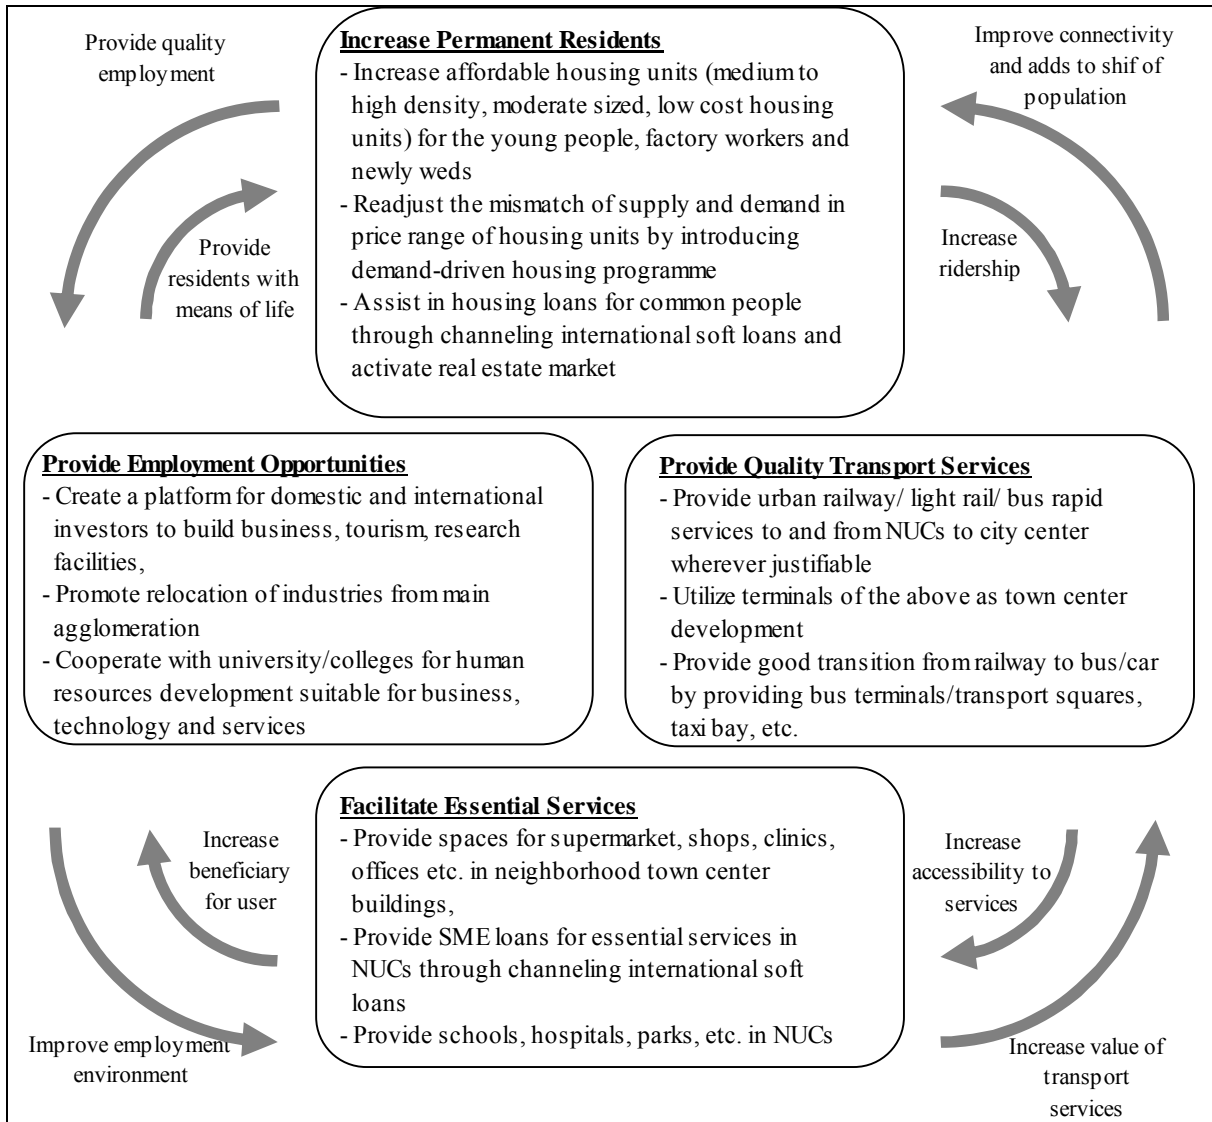 Provide quality
employment
Increase Permanent Residents
- Increase affordable housing units (medium to
high density, moderate sized, low cost housing
units) for the young people, factory workers and
newly weds
- Readjust the mismatch of supply and demand in
price range of housing units by introducing
demand-driven housing programme
- Assist in housing loans for common people
through channeling international soft loans and
activate real estate market
Improve connectivity
and adds to shif of
population
Provide
residents with
means of life
Increase
ridership
Provide Employment Opportunities
- Create a platform for domestic and international
investors to build business, tourism, research
facilities,
- Promote relocation of industries from main
agglomeration
- Cooperate with university/colleges for human
resources development suitable for business,
technology and services
Provide Quality Transport Services
- Provide urban railway/ light rail/ bus rapid
services to and from NUCs to city center
wherever justifiable
- Utilize terminals of the above as town center
development
- Provide good transition from railway to bus/car
by providing bus terminals/transport squares,
taxi bay, etc.
Increase
beneficiary
for user
Facilitate Essential Services
- Provide spaces for supermarket, shops, clinics,
offices etc. in neighborhood town center
buildings,
- Provide SME loans for essential services in
NUCs through channeling international soft
loans
- Provide schools, hospitals, parks, etc. in NUCs
Increase
accessibility to
services
Improve employment
environment
Increase value of
transport
services